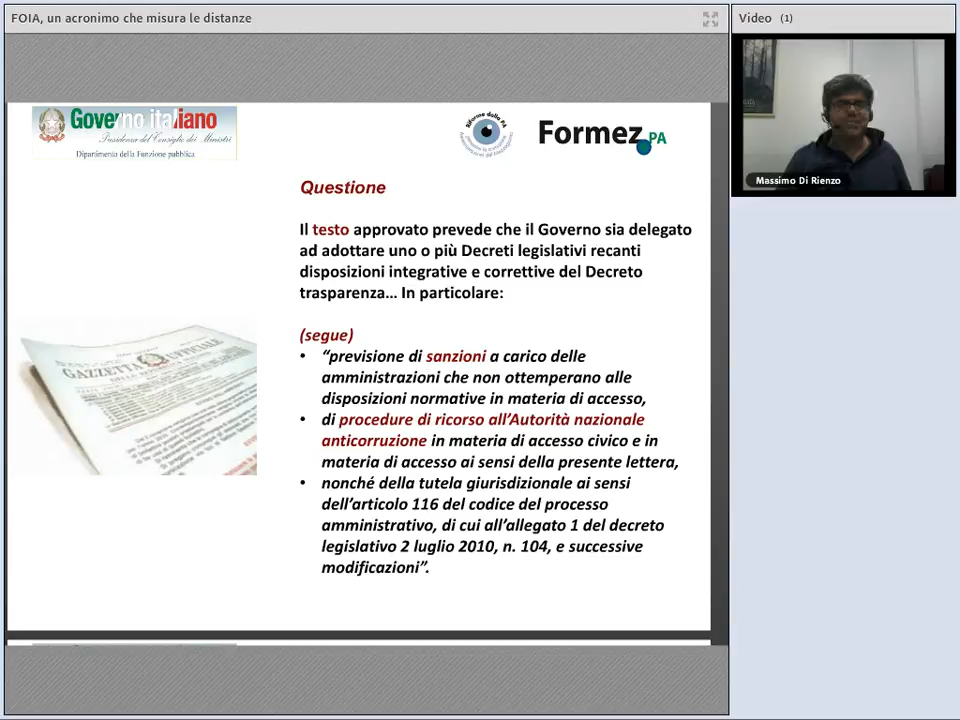 FOIA, un acronimo che misura le distanze
Video (1)
Massimo Di Rienzo
Governo italiano
Presidenza del Consiglio dei Ministri
Dipartimento della Funzione pubblica
Riforme della PA
Formez PA
Questione
Il testo approvato prevede che il Governo sia delegato
ad adottare uno o più Decreti legislativi recanti
disposizioni integrative e correttive del Decreto
trasparenza... In particolare:
(segue)
• “previsione di sanzioni a carico delle
amministrazioni che non ottemperano alle
disposizioni normative in materia di accesso,
• di procedure di ricorso all’Autorità nazionale
anticorruzione in materia di accesso civico e in
materia di accesso ai sensi della presente lettera,
• nonché della tutela giurisdizionale ai sensi
dell’articolo 116 del codice del processo
amministrativo, di cui all’allegato 1 del decreto
legislativo 2 luglio 2010, n. 104, e successive
modificazioni”.
GAZZETTA UFFICIALE